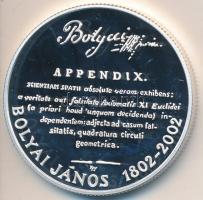 Bolyai
APPENDIX.
SCIENTIAM SPATII absolute veram exhibens:
a veritate aut falsitate Axiomatis XI Euclidei
(a priori haud unquam decidenda) in-
dependentem: adjecta ad casum fal-
sitatis, quadratura circuli
geometrica.
BOLYAI JÁNOS 1802-2002